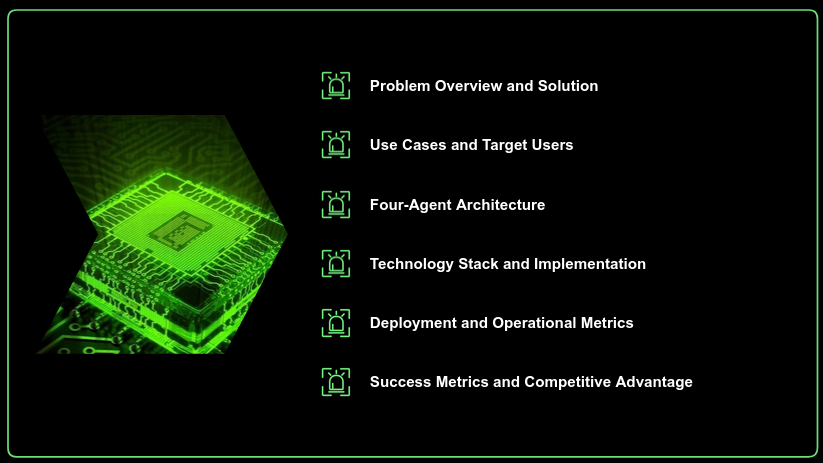 Problem Overview and Solution
Use Cases and Target Users
Four-Agent Architecture
Technology Stack and Implementation
Deployment and Operational Metrics
Success Metrics and Competitive Advantage